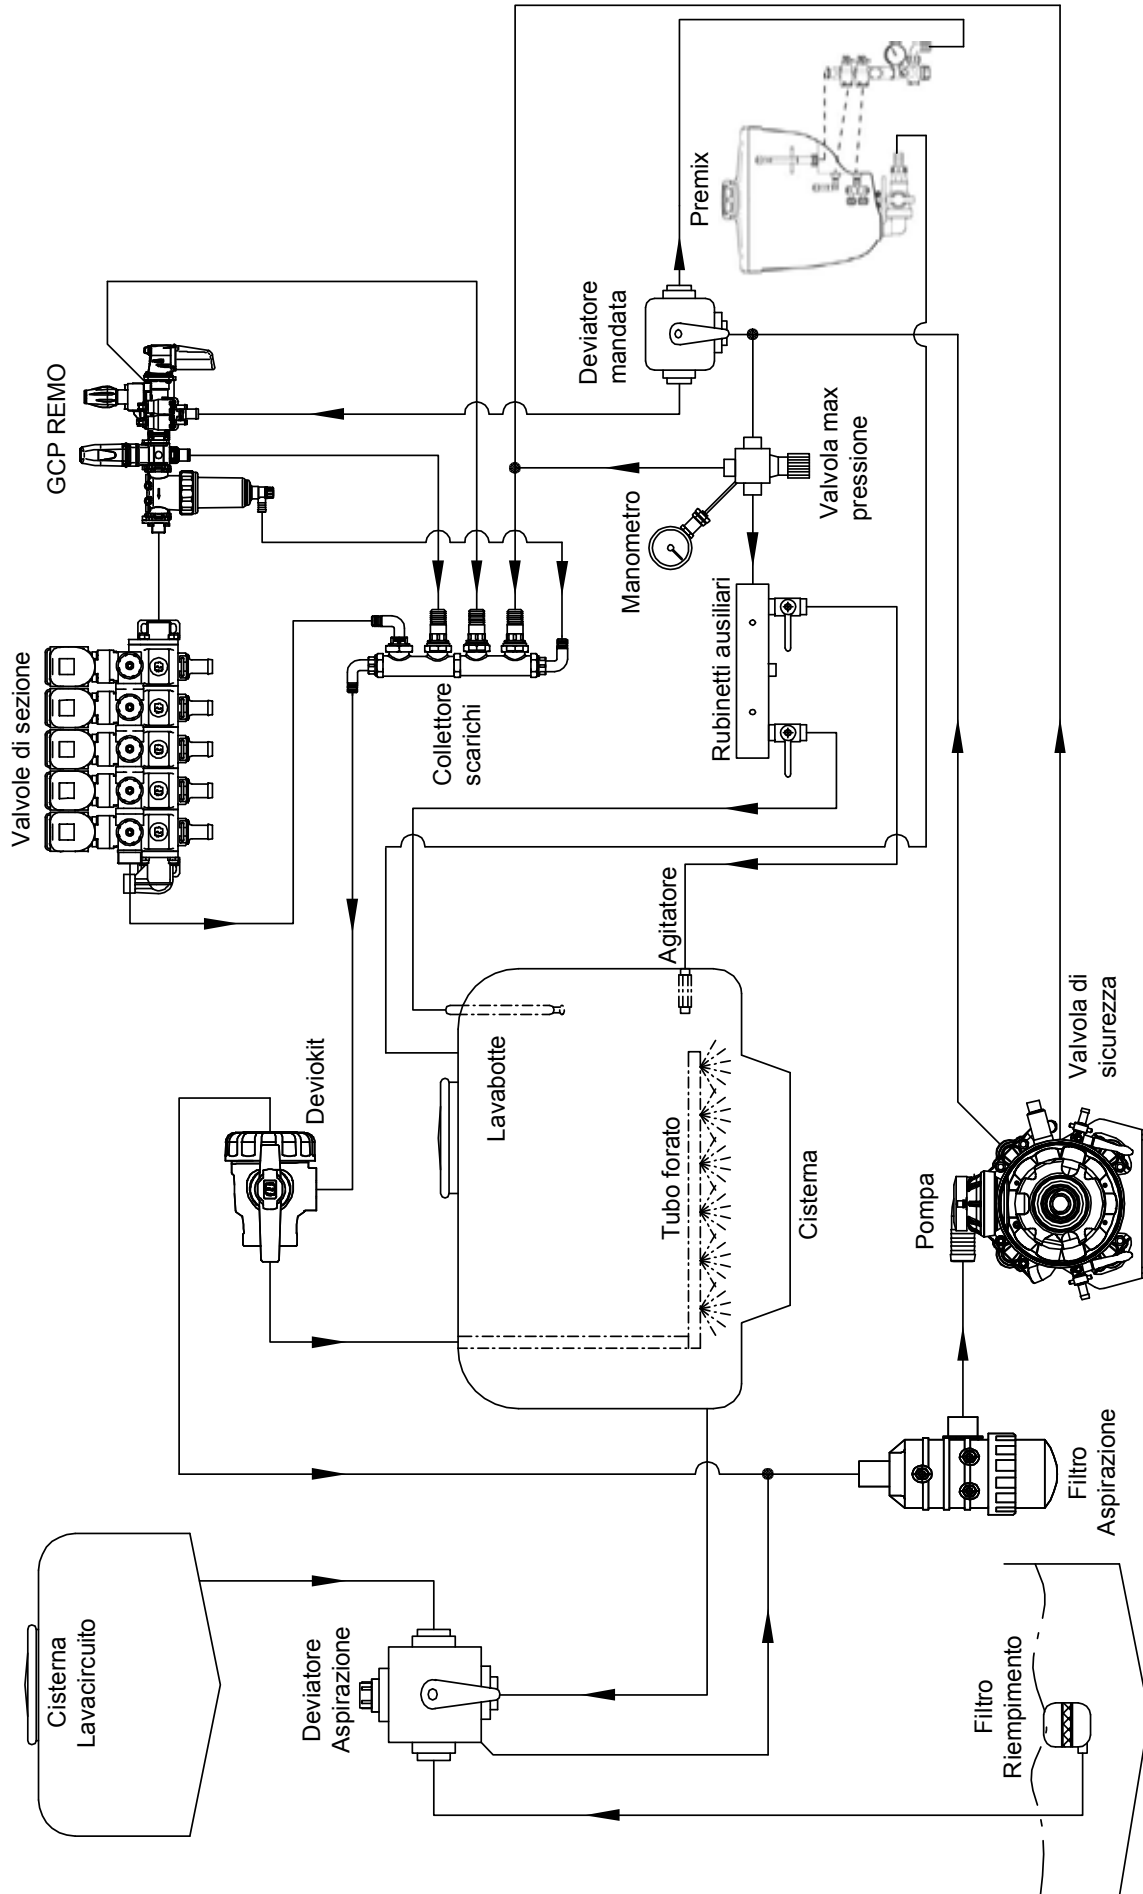 Valvole di sezione
GCP REMO
Premix
Deviatore
mandata
Valvola max
pressione
Manometro
Rubinetti ausiliari
Collettore
scarichi
Agitatore
Deviokit
Lavabotte
Tubo forato
Cisterna
Valvola di
sicurezza
Pompa
Filtro
Aspirazione
Cisterna
Lavacircuito
Deviatore
Aspirazione
Filtro
Riempimento